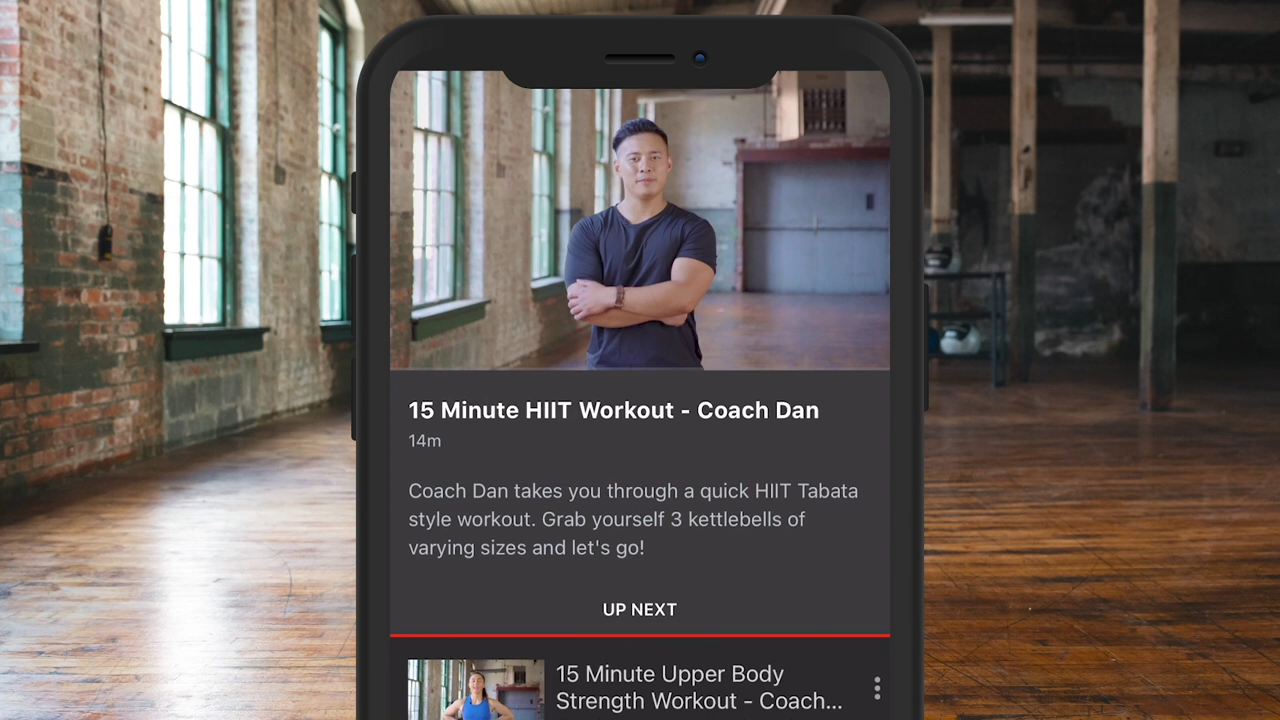 15 Minute HIIT Workout - Coach Dan
14m
Coach Dan takes you through a quick HIIT Tabata
style workout. Grab yourself 3 kettlebells of
varying sizes and let's go!
UP NEXT
15 Minute Upper Body
Strength Workout - Coach...